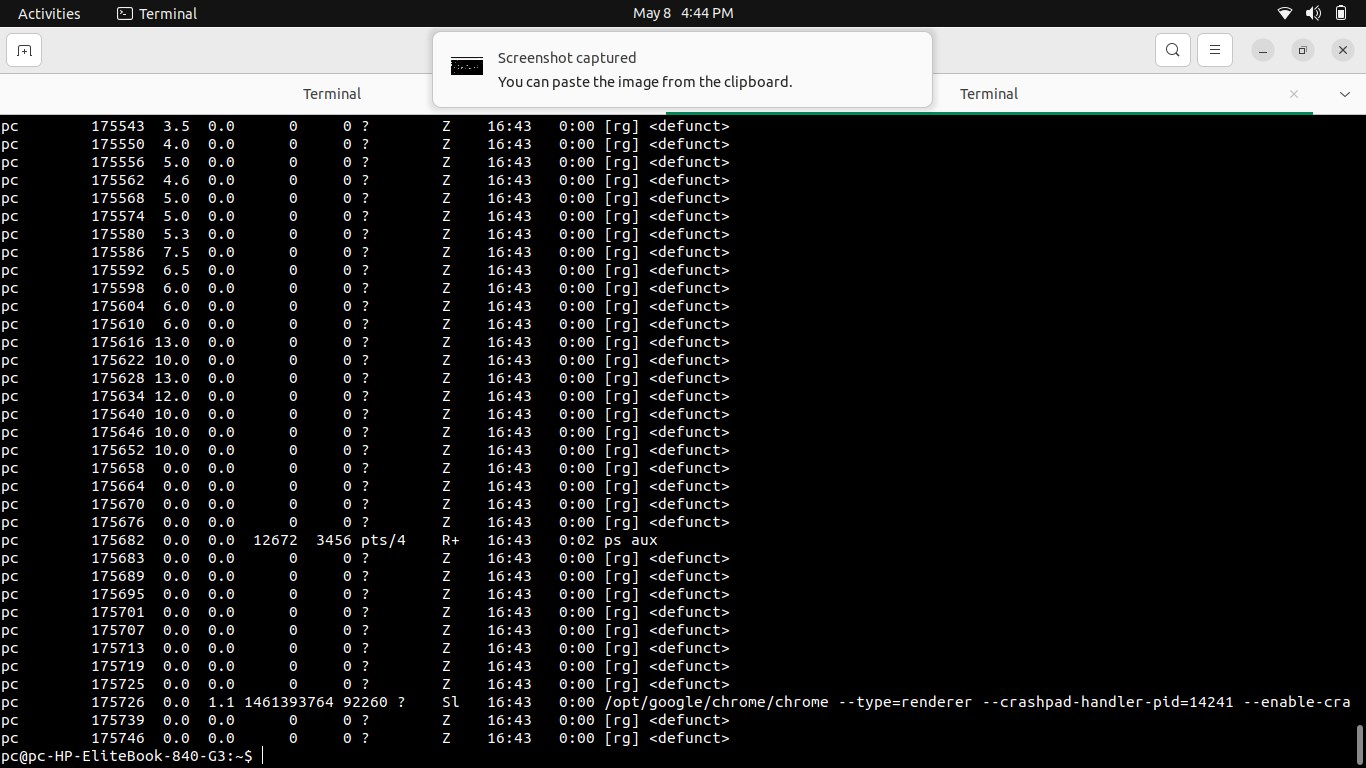 Activities Terminal May 8 4:44 PM
Screenshot captured
You can paste the image from the clipboard.
Terminal Terminal
pc 175543 3.5 0.0 0 0 ? Z 16:43 0:00 [rg] <defunct>
pc 175550 4.0 0.0 0 0 ? Z 16:43 0:00 [rg] <defunct>
pc 175556 5.0 0.0 0 0 ? Z 16:43 0:00 [rg] <defunct>
pc 175562 4.6 0.0 0 0 ? Z 16:43 0:00 [rg] <defunct>
pc 175568 5.0 0.0 0 0 ? Z 16:43 0:00 [rg] <defunct>
pc 175574 5.0 0.0 0 0 ? Z 16:43 0:00 [rg] <defunct>
pc 175580 5.3 0.0 0 0 ? Z 16:43 0:00 [rg] <defunct>
pc 175586 7.5 0.0 0 0 ? Z 16:43 0:00 [rg] <defunct>
pc 175592 6.5 0.0 0 0 ? Z 16:43 0:00 [rg] <defunct>
pc 175598 6.0 0.0 0 0 ? Z 16:43 0:00 [rg] <defunct>
pc 175604 6.0 0.0 0 0 ? Z 16:43 0:00 [rg] <defunct>
pc 175610 6.0 0.0 0 0 ? Z 16:43 0:00 [rg] <defunct>
pc 175616 13.0 0.0 0 0 ? Z 16:43 0:00 [rg] <defunct>
pc 175622 10.0 0.0 0 0 ? Z 16:43 0:00 [rg] <defunct>
pc 175628 13.0 0.0 0 0 ? Z 16:43 0:00 [rg] <defunct>
pc 175634 12.0 0.0 0 0 ? Z 16:43 0:00 [rg] <defunct>
pc 175640 10.0 0.0 0 0 ? Z 16:43 0:00 [rg] <defunct>
pc 175646 10.0 0.0 0 0 ? Z 16:43 0:00 [rg] <defunct>
pc 175652 10.0 0.0 0 0 ? Z 16:43 0:00 [rg] <defunct>
pc 175658 0.0 0.0 0 0 ? Z 16:43 0:00 [rg] <defunct>
pc 175664 0.0 0.0 0 0 ? Z 16:43 0:00 [rg] <defunct>
pc 175670 0.0 0.0 0 0 ? Z 16:43 0:00 [rg] <defunct>
pc 175676 0.0 0.0 0 0 ? Z 16:43 0:00 [rg] <defunct>
pc 175682 0.0 0.0 12672 3456 pts/4 R+ 16:43 0:02 ps aux
pc 175683 0.0 0.0 0 0 ? Z 16:43 0:00 [rg] <defunct>
pc 175689 0.0 0.0 0 0 ? Z 16:43 0:00 [rg] <defunct>
pc 175695 0.0 0.0 0 0 ? Z 16:43 0:00 [rg] <defunct>
pc 175701 0.0 0.0 0 0 ? Z 16:43 0:00 [rg] <defunct>
pc 175707 0.0 0.0 0 0 ? Z 16:43 0:00 [rg] <defunct>
pc 175713 0.0 0.0 0 0 ? Z 16:43 0:00 [rg] <defunct>
pc 175719 0.0 0.0 0 0 ? Z 16:43 0:00 [rg] <defunct>
pc 175725 0.0 0.0 0 0 ? Z 16:43 0:00 [rg] <defunct>
pc 175726 0.0 1.1 1461393764 92260 ? Sl 16:43 0:00 /opt/google/chrome/chrome --type=renderer --crashpad-handler-pid=14241 --enable-cra
pc 175739 0.0 0.0 0 0 ? Z 16:43 0:00 [rg] <defunct>
pc 175746 0.0 0.0 0 0 ? Z 16:43 0:00 [rg] <defunct>
pc@pc-HP-EliteBook-840-G3:~$